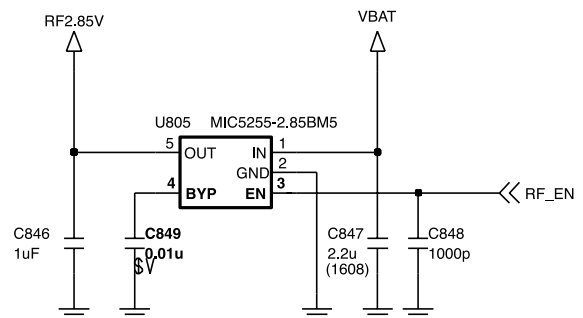 RF2.85V
VBAT
U805 MIC5255-2.85BM5
5 OUT IN 1
GND 2
4 BYP EN 3
RF_EN
C846
1uF
C849
0.01u
$V
C847
2.2u
(1608)
C848
1000p